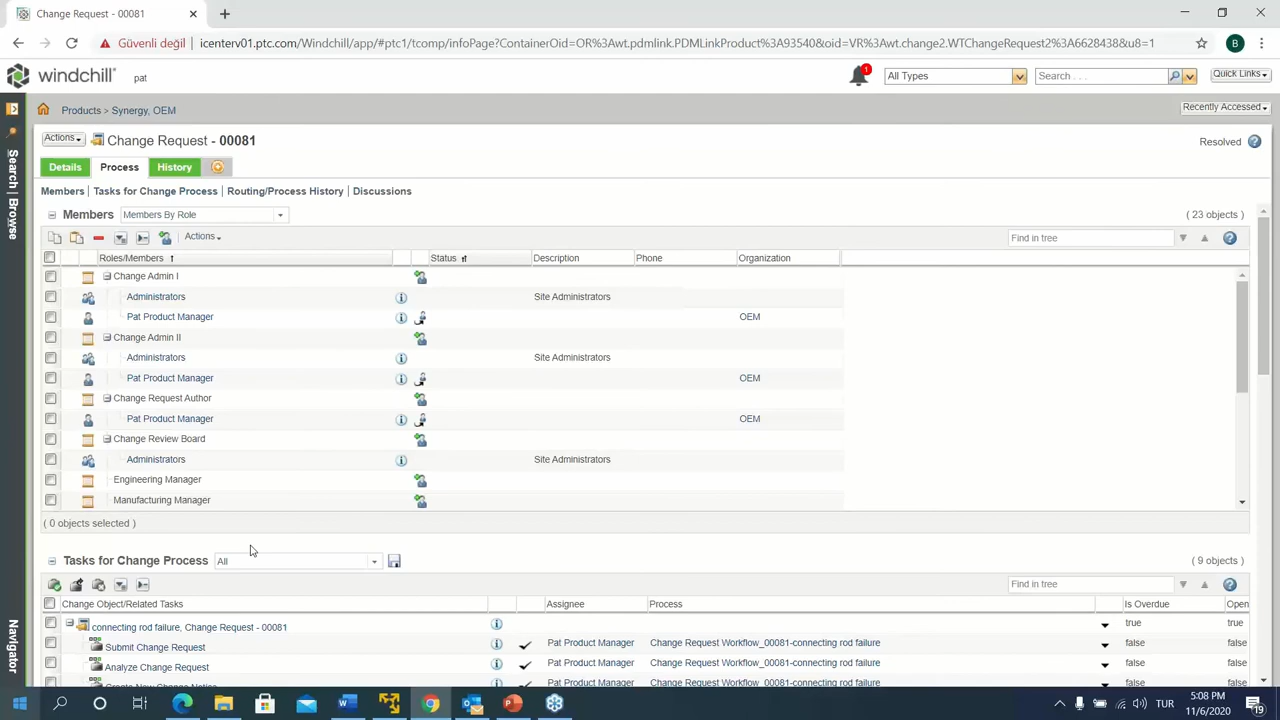 Change Request - 00081
Güvenli değil
icenterv01.ptc.com/Windchill/app/#ptc1/tcomp/infoPage?ContainerOid=OR%3Awt.pdmlink.PDMLinkProduct%3A93540&oid=VR%3Awt.change2.WTChangeRequest2%3A6628438&u8=1
B
windchill
pat
1
All Types
Search . . .
Quick Links
Products > Synergy, OEM
Recently Accessed
Actions
Change Request - 00081
Resolved
Details
Process
History
Members | Tasks for Change Process | Routing/Process History | Discussions
Search | Browse
Members
Members By Role
( 23 objects )
Actions
Find in tree
Roles/Members
Status
Description
Phone
Organization
Change Admin I
Administrators
Site Administrators
Pat Product Manager
OEM
Change Admin II
Administrators
Site Administrators
Pat Product Manager
OEM
Change Request Author
Pat Product Manager
OEM
Change Review Board
Administrators
Site Administrators
Engineering Manager
Manufacturing Manager
( 0 objects selected )
Tasks for Change Process
All
( 9 objects )
Find in tree
Change Object/Related Tasks
Assignee
Process
Is Overdue
Open
connecting rod failure, Change Request - 00081
true
true
Submit Change Request
Pat Product Manager
Change Request Workflow_00081-connecting rod failure
false
false
Analyze Change Request
Pat Product Manager
Change Request Workflow_00081-connecting rod failure
false
false
Create New Change Notice
Pat Product Manager
Change Request Workflow_00081-connecting rod failure
false
false
Navigator
TUR
5:08 PM
11/6/2020
19